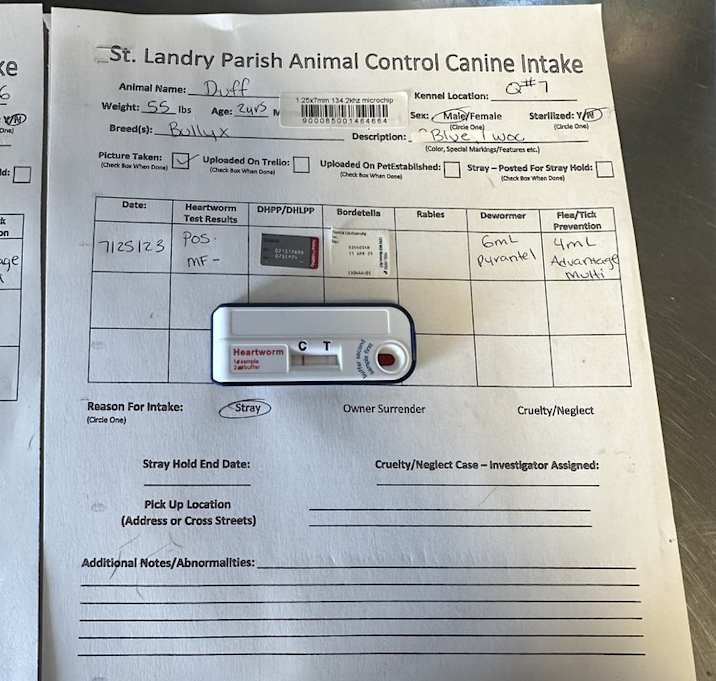 St. Landry Parish Animal Control Canine Intake
Animal Name: Duff
Kennel Location: Q#7
Weight: 55 lbs Age: 2yrs M
1.25x7mm 134.2khz microchip
Sex: Male/Female Sterilized: Y/N
(Circle One) (Circle One)
Breed(s): Bully X
Description: Blue / woc
(Color, Special Markings/Features etc.)
Picture Taken: Uploaded On Trello: Uploaded On PetEstablished: Stray – Posted For Stray Hold:
(Check Box When Done) (Check Box When Done) (Check Box When Done) (Check Box When Done)
Date: Heartworm Test Results DHPP/DHLPP Bordetella Rabies Dewormer Flea/Tick Prevention
7/25/23 POS. MF - 6mL Pyrantel 4mL Advantage Multi
C T
Heartworm
Reason For Intake: Stray Owner Surrender Cruelty/Neglect
(Circle One)
Stray Hold End Date: Cruelty/Neglect Case – Investigator Assigned:
Pick Up Location
(Address or Cross Streets)
Additional Notes/Abnormalities: